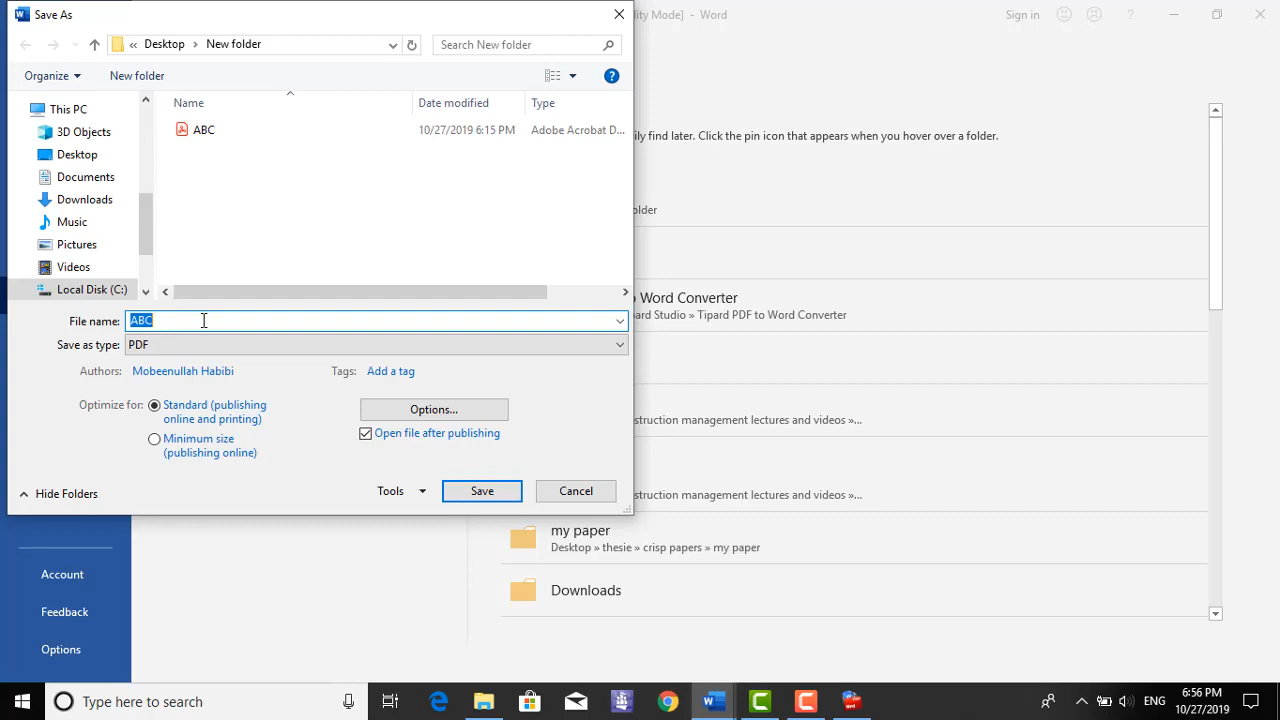 Save As
lity Mode] - Word
Sign in
?
« Desktop › New folder
Search New folder
Organize
New folder
?
This PC
3D Objects
Desktop
Documents
Downloads
Music
Pictures
Videos
Local Disk (C:)
Name
Date modified
Type
ABC
10/27/2019 6:15 PM
Adobe Acrobat D...
File name:
ABC
Save as type:
PDF
Authors:
Mobeenullah Habibi
Tags:
Add a tag
Optimize for:
Standard (publishing
online and printing)
Minimum size
(publishing online)
Options...
Open file after publishing
Hide Folders
Tools
Save
Cancel
ily find later. Click the pin icon that appears when you hover over a folder.
older
o Word Converter
pard Studio » Tipard PDF to Word Converter
struction management lectures and videos »...
struction management lectures and videos »...
my paper
Desktop » thesie » crisp papers » my paper
Downloads
Account
Feedback
Options
Type here to search
ENG
6:56 PM
10/27/2019